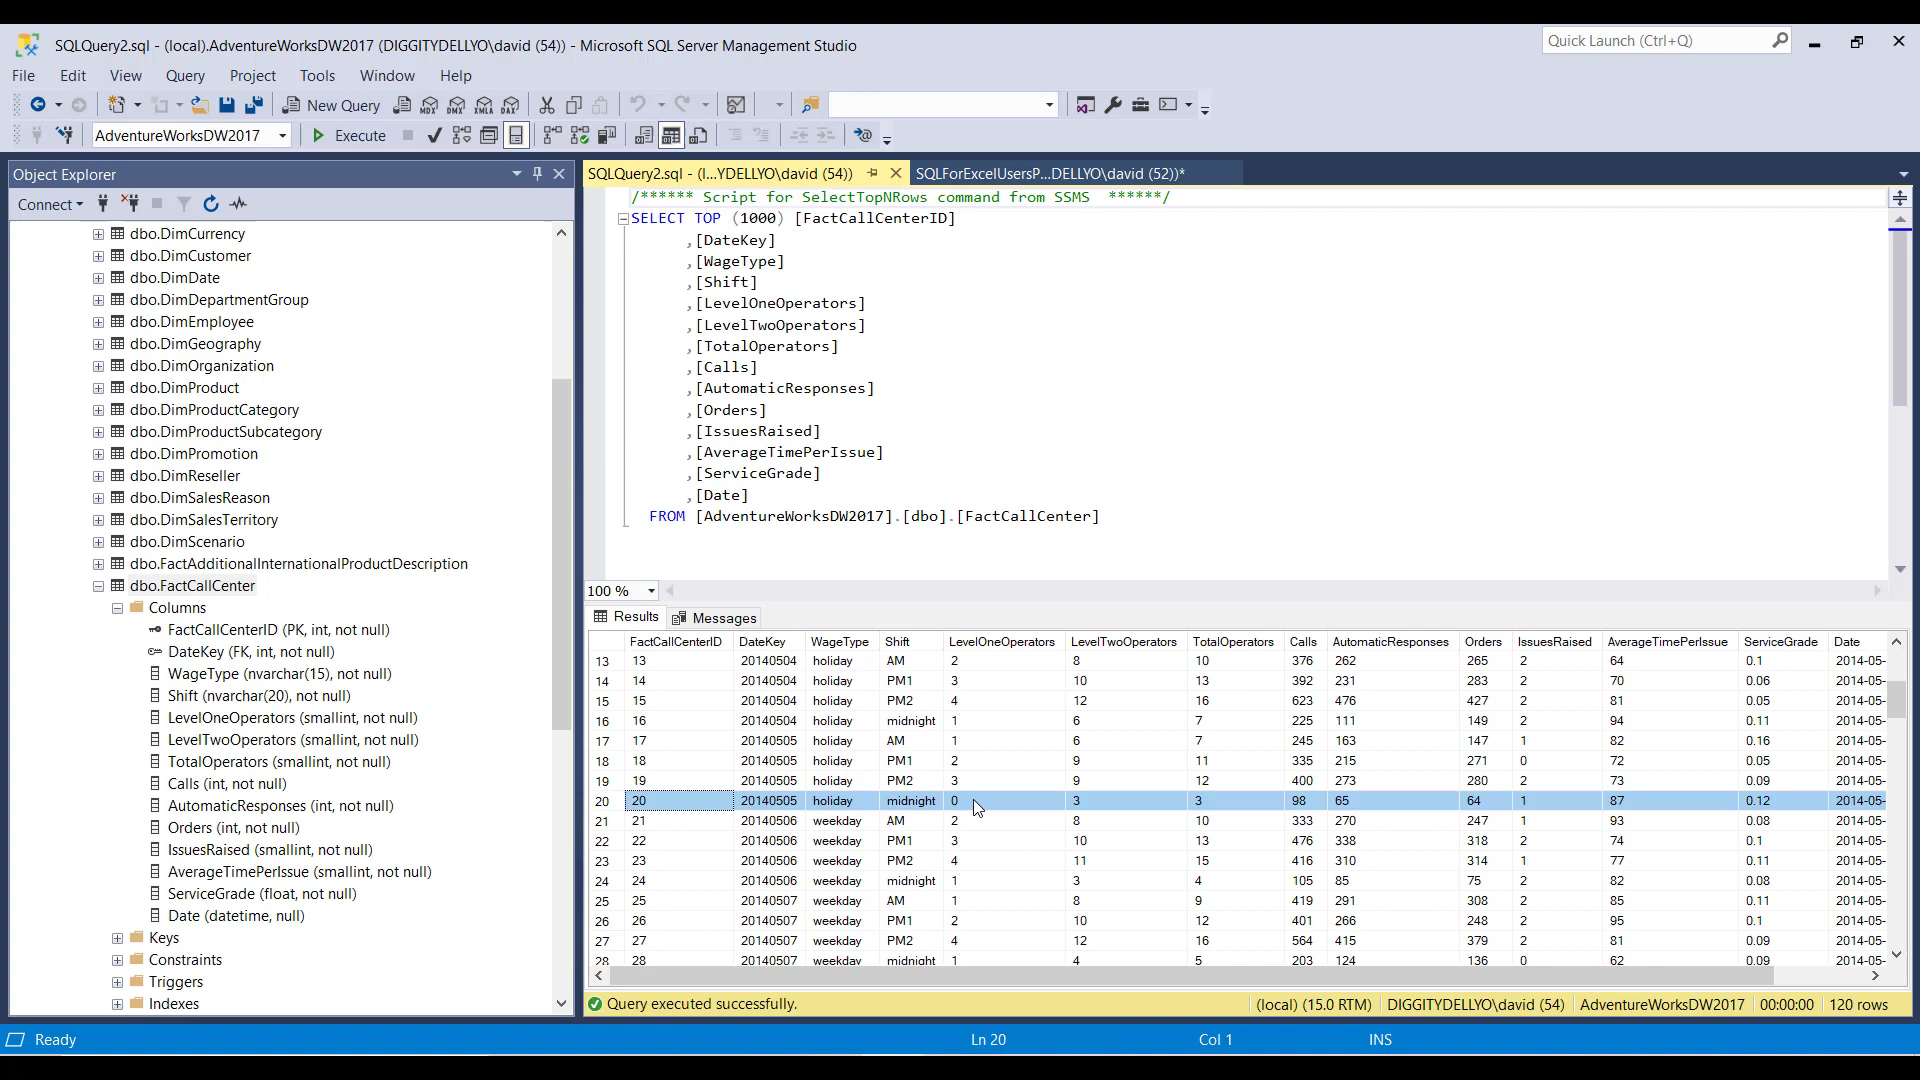 SQLQuery2.sql - (local).AdventureWorksDW2017 (DIGGITYDELLYO\david (54)) - Microsoft SQL Server Management Studio
Quick Launch (Ctrl+Q)
File Edit View Query Project Tools Window Help
New Query MDX DMX XMLA DAX
AdventureWorksDW2017 Execute
Object Explorer
Connect
dbo.DimCurrency
dbo.DimCustomer
dbo.DimDate
dbo.DimDepartmentGroup
dbo.DimEmployee
dbo.DimGeography
dbo.DimOrganization
dbo.DimProduct
dbo.DimProductCategory
dbo.DimProductSubcategory
dbo.DimPromotion
dbo.DimReseller
dbo.DimSalesReason
dbo.DimSalesTerritory
dbo.DimScenario
dbo.FactAdditionalInternationalProductDescription
dbo.FactCallCenter
Columns
FactCallCenterID (PK, int, not null)
DateKey (FK, int, not null)
WageType (nvarchar(15), not null)
Shift (nvarchar(20), not null)
LevelOneOperators (smallint, not null)
LevelTwoOperators (smallint, not null)
TotalOperators (smallint, not null)
Calls (int, not null)
AutomaticResponses (int, not null)
Orders (int, not null)
IssuesRaised (smallint, not null)
AverageTimePerIssue (smallint, not null)
ServiceGrade (float, not null)
Date (datetime, null)
Keys
Constraints
Triggers
Indexes
SQLQuery2.sql - (l...YDELLYO\david (54)) SQLForExcelUsersP...DELLYO\david (52))*
/****** Script for SelectTopNRows command from SSMS ******/
SELECT TOP (1000) [FactCallCenterID]
,[DateKey]
,[WageType]
,[Shift]
,[LevelOneOperators]
,[LevelTwoOperators]
,[TotalOperators]
,[Calls]
,[AutomaticResponses]
,[Orders]
,[IssuesRaised]
,[AverageTimePerIssue]
,[ServiceGrade]
,[Date]
FROM [AdventureWorksDW2017].[dbo].[FactCallCenter]
100 %
Results Messages
FactCallCenterID DateKey WageType Shift LevelOneOperators LevelTwoOperators TotalOperators Calls AutomaticResponses Orders IssuesRaised AverageTimePerIssue ServiceGrade Date
13 13 20140504 holiday AM 2 8 10 376 262 265 2 64 0.1 2014-05-
14 14 20140504 holiday PM1 3 10 13 392 231 283 2 70 0.06 2014-05-
15 15 20140504 holiday PM2 4 12 16 623 476 427 2 81 0.05 2014-05-
16 16 20140504 holiday midnight 1 6 7 225 111 149 2 94 0.11 2014-05-
17 17 20140505 holiday AM 1 6 7 245 163 147 1 82 0.16 2014-05-
18 18 20140505 holiday PM1 2 9 11 335 215 271 0 72 0.05 2014-05-
19 19 20140505 holiday PM2 3 9 12 400 273 280 2 73 0.09 2014-05-
20 20 20140505 holiday midnight 0 3 3 98 65 64 1 87 0.12 2014-05-
21 21 20140506 weekday AM 2 8 10 333 270 247 1 93 0.08 2014-05-
22 22 20140506 weekday PM1 3 10 13 476 338 318 2 74 0.1 2014-05-
23 23 20140506 weekday PM2 4 11 15 416 310 314 1 77 0.11 2014-05-
24 24 20140506 weekday midnight 1 3 4 105 85 75 2 82 0.08 2014-05-
25 25 20140507 weekday AM 1 8 9 419 291 308 2 85 0.11 2014-05-
26 26 20140507 weekday PM1 2 10 12 401 266 248 2 95 0.1 2014-05-
27 27 20140507 weekday PM2 4 12 16 564 415 379 2 81 0.09 2014-05-
28 28 20140507 weekday midnight 1 4 5 203 124 136 0 62 0.09 2014-05-
Query executed successfully. (local) (15.0 RTM) DIGGITYDELLYO\david (54) AdventureWorksDW2017 00:00:00 120 rows
Ready Ln 20 Col 1 INS